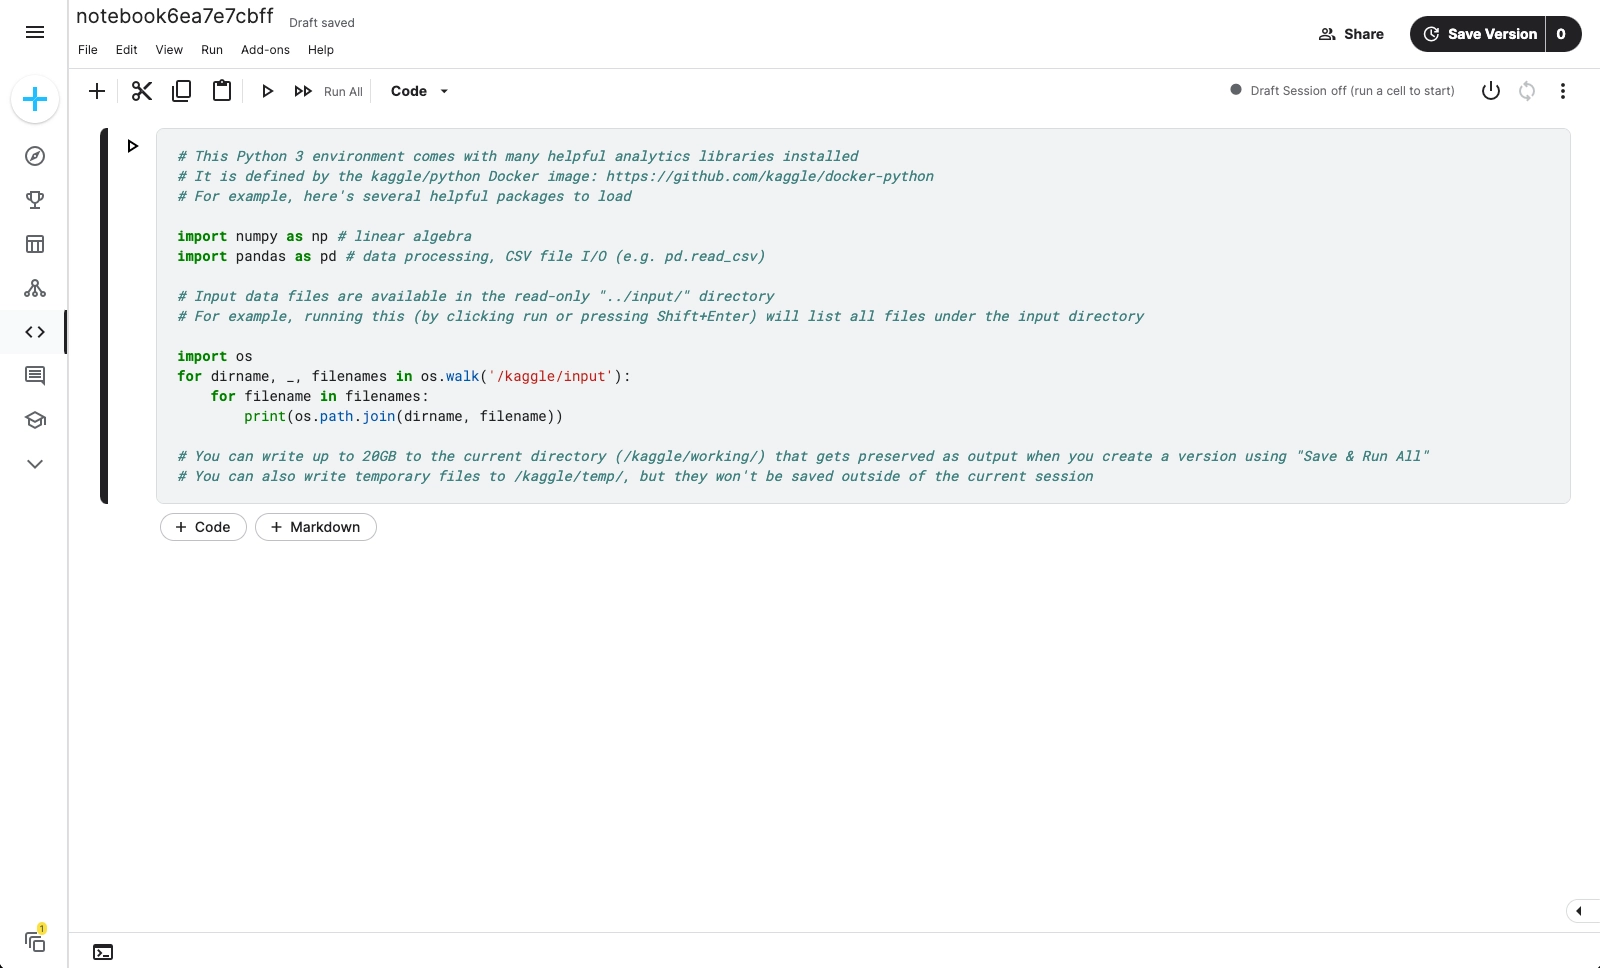 notebook6ea7e7cbff
Draft saved
File Edit View Run Add-ons Help
Share
Save Version 0
Run All
Code
Draft Session off (run a cell to start)
# This Python 3 environment comes with many helpful analytics libraries installed
# It is defined by the kaggle/python Docker image: https://github.com/kaggle/docker-python
# For example, here's several helpful packages to load
import numpy as np # linear algebra
import pandas as pd # data processing, CSV file I/O (e.g. pd.read_csv)
# Input data files are available in the read-only "../input/" directory
# For example, running this (by clicking run or pressing Shift+Enter) will list all files under the input directory
import os
for dirname, _, filenames in os.walk('/kaggle/input'):
    for filename in filenames:
        print(os.path.join(dirname, filename))
# You can write up to 20GB to the current directory (/kaggle/working/) that gets preserved as output when you create a version using "Save & Run All"
# You can also write temporary files to /kaggle/temp/, but they won't be saved outside of the current session
+ Code
+ Markdown
1